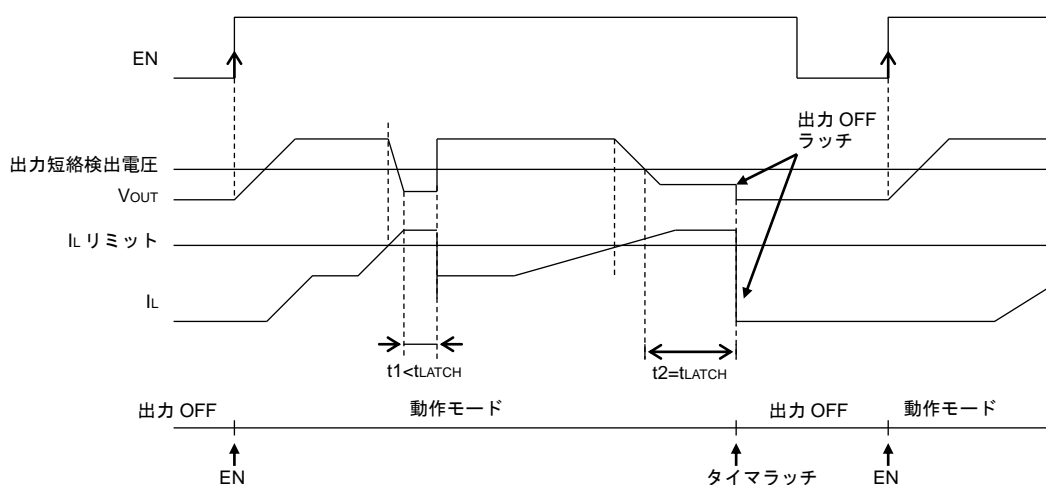 EN
出力 OFF
ラッチ
出力短絡検出電圧
VOUT
IL リミット
IL
t1<tLATCH
t2=tLATCH
出力 OFF
動作モード
出力 OFF
動作モード
EN
タイマラッチ
EN